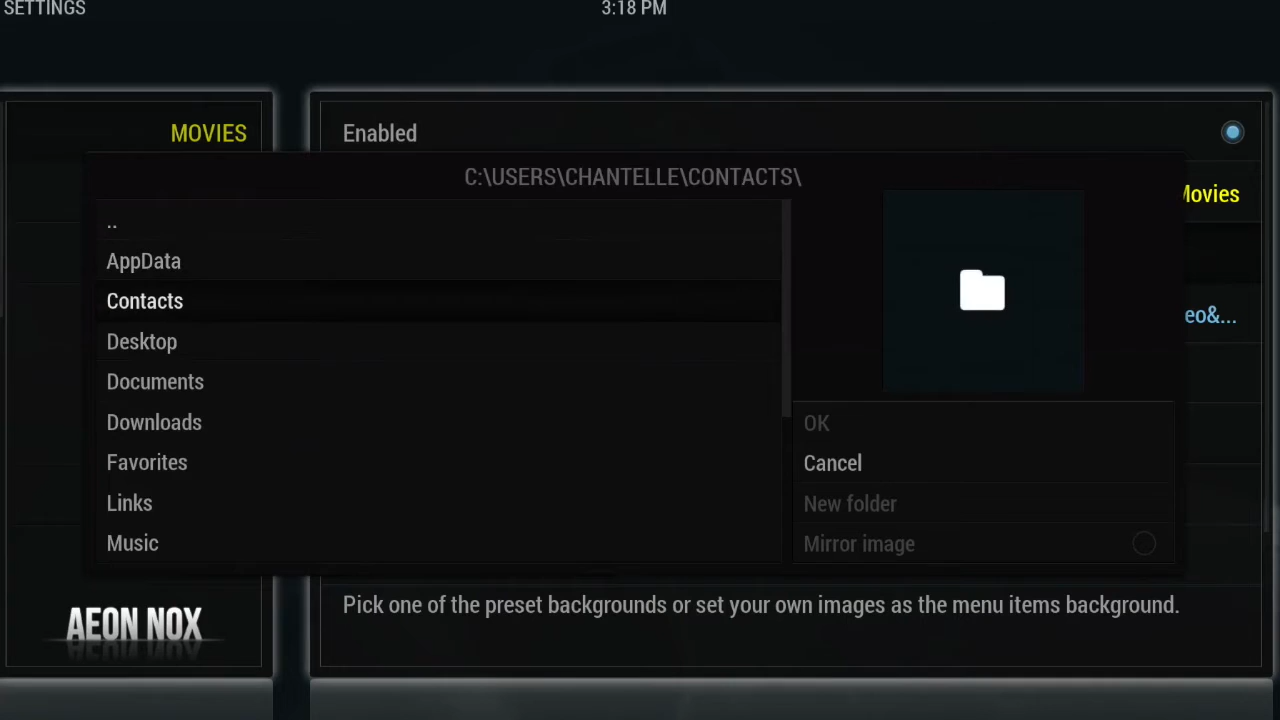 SETTINGS
3:18 PM
MOVIES
Enabled
C:\USERS\CHANTELLE\CONTACTS\
Movies
..
AppData
Contacts
eo&...
Desktop
Documents
Downloads
OK
Favorites
Cancel
Links
New folder
Music
Mirror image
Pick one of the preset backgrounds or set your own images as the menu items background.
AEON NOX